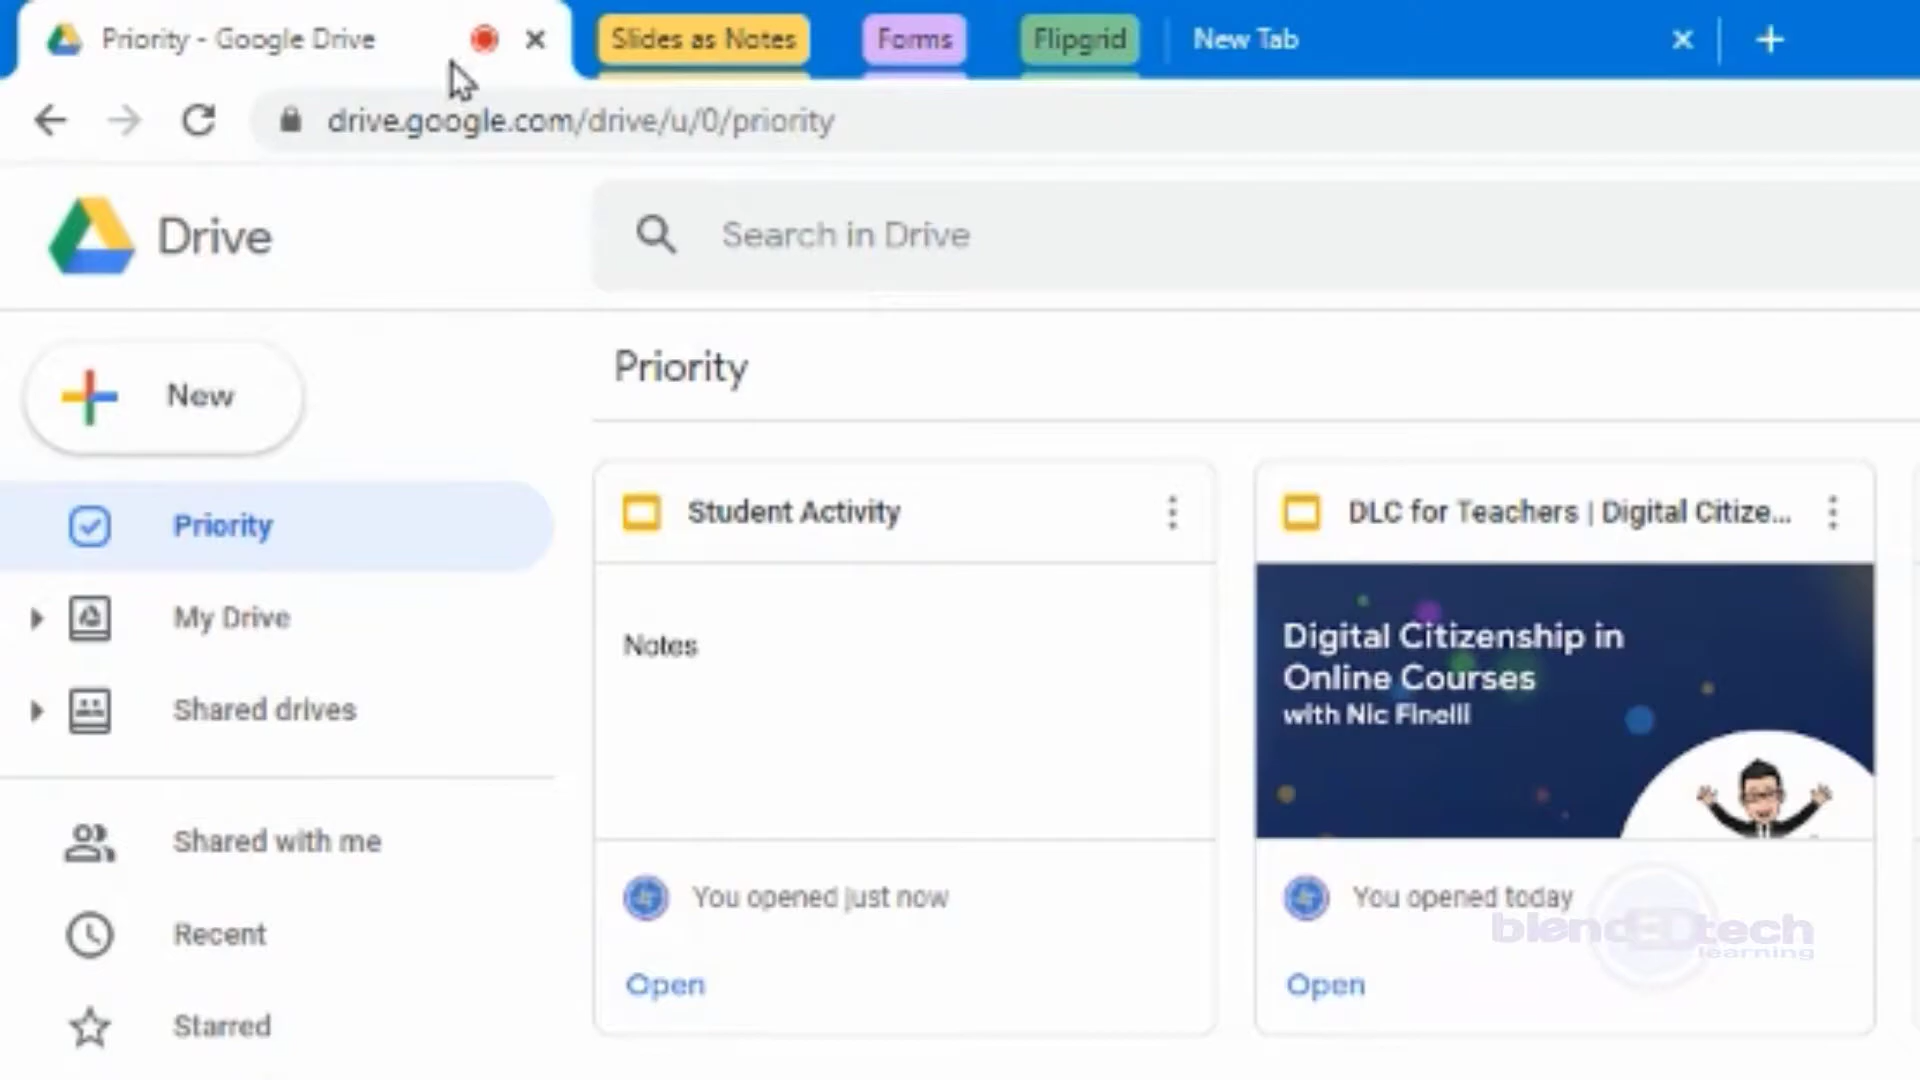 Priority - Google Drive
Slides as Notes
Forms
Flipgrid
New Tab
drive.google.com/drive/u/0/priority
Drive
Search in Drive
New
Priority
My Drive
Shared drives
Shared with me
Recent
Starred
Priority
Student Activity
Notes
You opened just now
Open
DLC for Teachers | Digital Citize...
Digital Citizenship in
Online Courses
with Nic Finelli
You opened today
Open
blendEDtech
learning